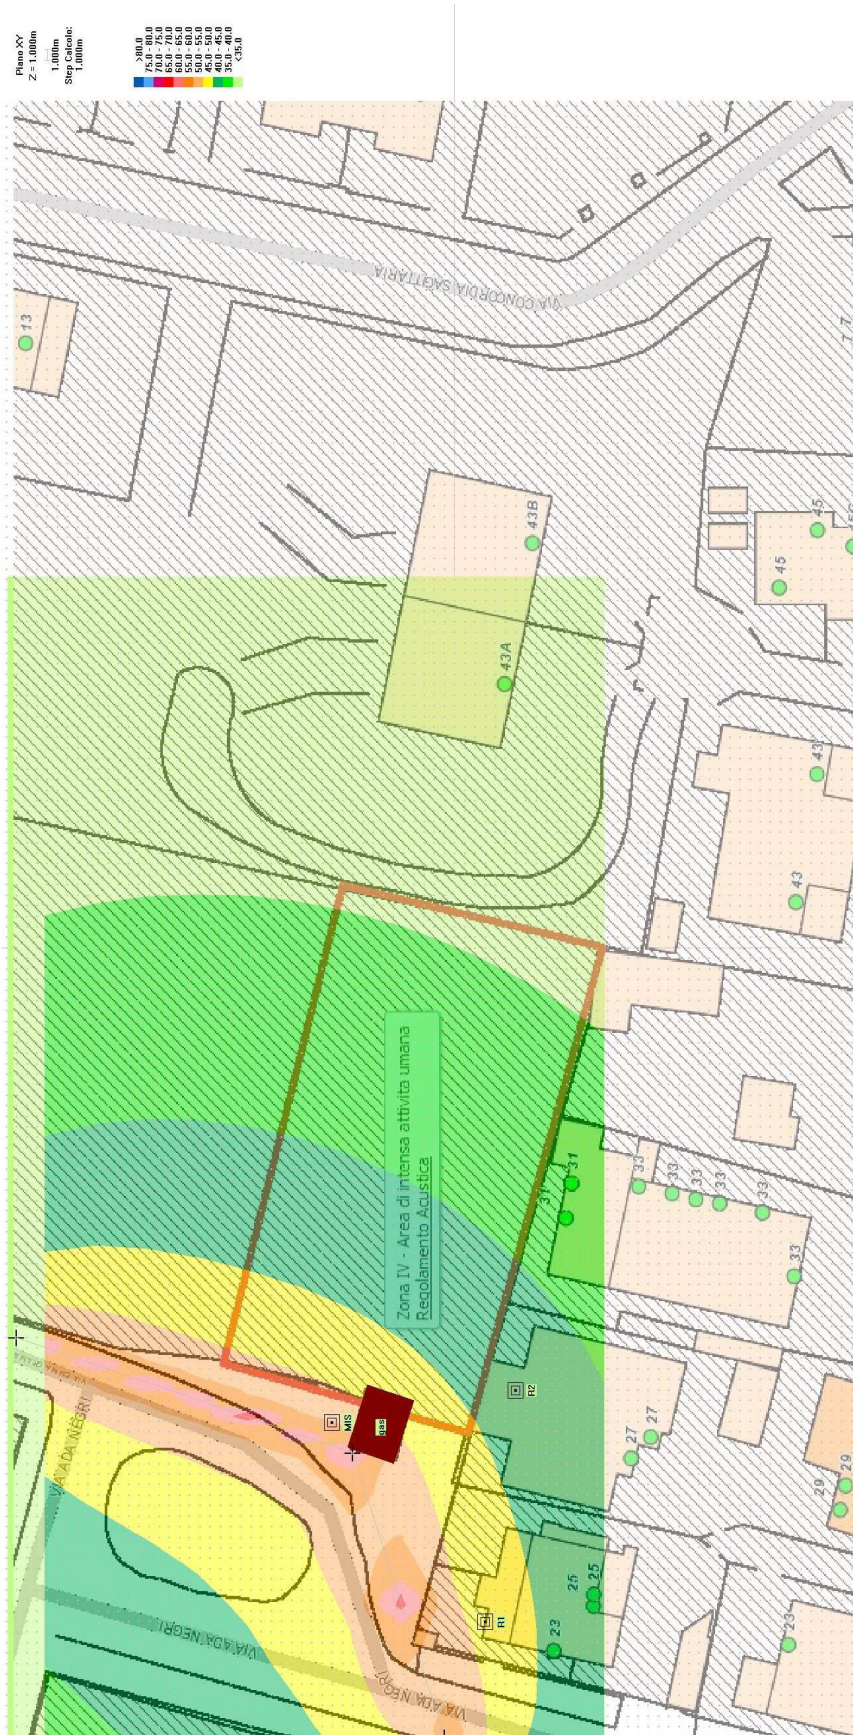 Piano XY
Z = 1.000m
1.000m
Step Calcolo:
1.000m
>80.0
75.0 - 80.0
70.0 - 75.0
65.0 - 70.0
60.0 - 65.0
55.0 - 60.0
50.0 - 55.0
45.0 - 50.0
40.0 - 45.0
35.0 - 40.0
<35.0
VIA CONCORDIA SAGITTARIA
13
43B
43A
45
45
43
43
Zona IV - Area di intensa attivita umana
Regolamento Acustica
31
31
33
33
33
33
33
33
VIA ADA NEGRI
MIS
gas
R2
27
27
29
29
25
25
R1
23
23
VIA ADA NEGRI
VIA ADA NEGRI